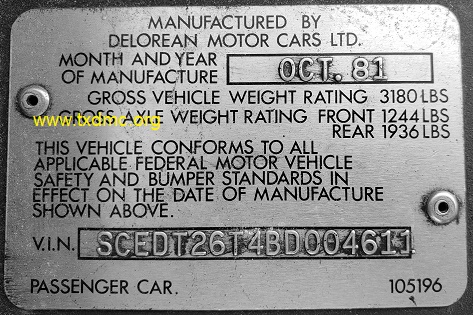 MANUFACTURED BY
DELOREAN MOTOR CARS LTD.
MONTH AND YEAR
OF MANUFACTURE OCT. 81
GROSS VEHICLE WEIGHT RATING 3180 LBS
www.txdmc.org
GROSS AXLE WEIGHT RATING FRONT 1244 LBS
REAR 1936 LBS
THIS VEHICLE CONFORMS TO ALL
APPLICABLE FEDERAL MOTOR VEHICLE
SAFETY AND BUMPER STANDARDS IN
EFFECT ON THE DATE OF MANUFACTURE
SHOWN ABOVE.
V.I.N. SCEDT26T4BD004611
PASSENGER CAR. 105196